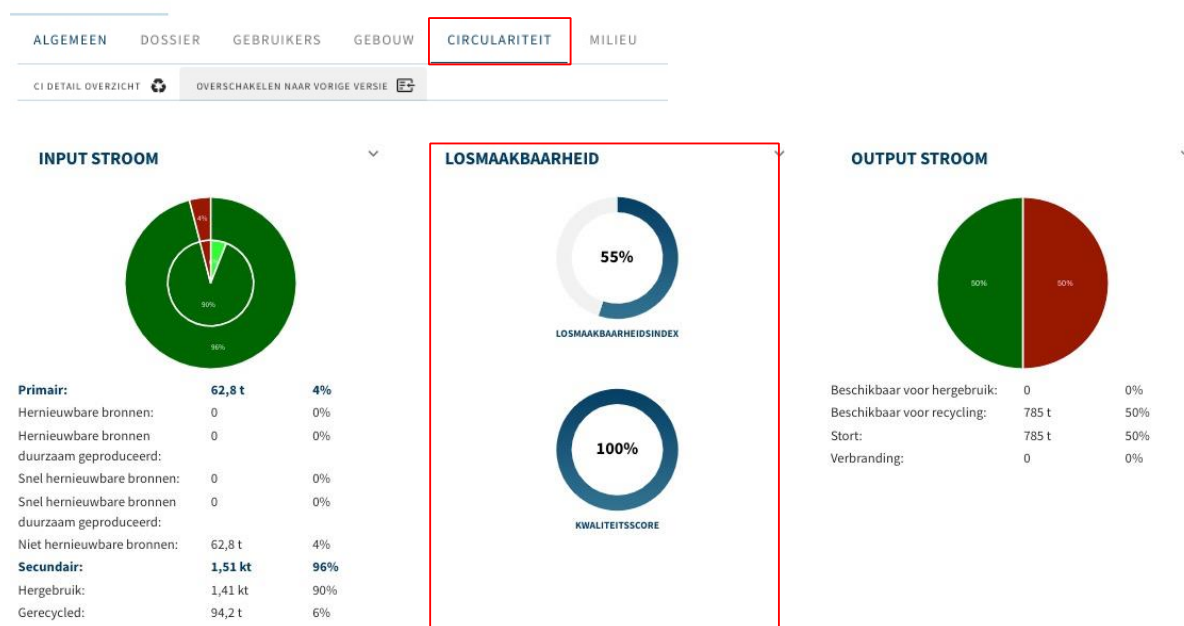 ALGEMEEN DOSSIER GEBRUIKERS GEBOUW CIRCULARITEIT MILIEU
CI DETAIL OVERZICHT OVERSCHAKELEN NAAR VORIGE VERSIE
INPUT STROOM
4%
90%
96%
Primair: 62,8 t 4%
Hernieuwbare bronnen: 0 0%
Hernieuwbare bronnen 0 0%
duurzaam geproduceerd:
Snel hernieuwbare bronnen: 0 0%
Snel hernieuwbare bronnen 0 0%
duurzaam geproduceerd:
Niet hernieuwbare bronnen: 62,8 t 4%
Secundair: 1,51 kt 96%
Hergebruik: 1,41 kt 90%
Gerecycled: 94,2 t 6%
LOSMAAKBAARHEID
55%
LOSMAAKBAARHEIDSINDEX
100%
KWALITEITSSCORE
OUTPUT STROOM
50% 50%
Beschikbaar voor hergebruik: 0 0%
Beschikbaar voor recycling: 785 t 50%
Stort: 785 t 50%
Verbranding: 0 0%